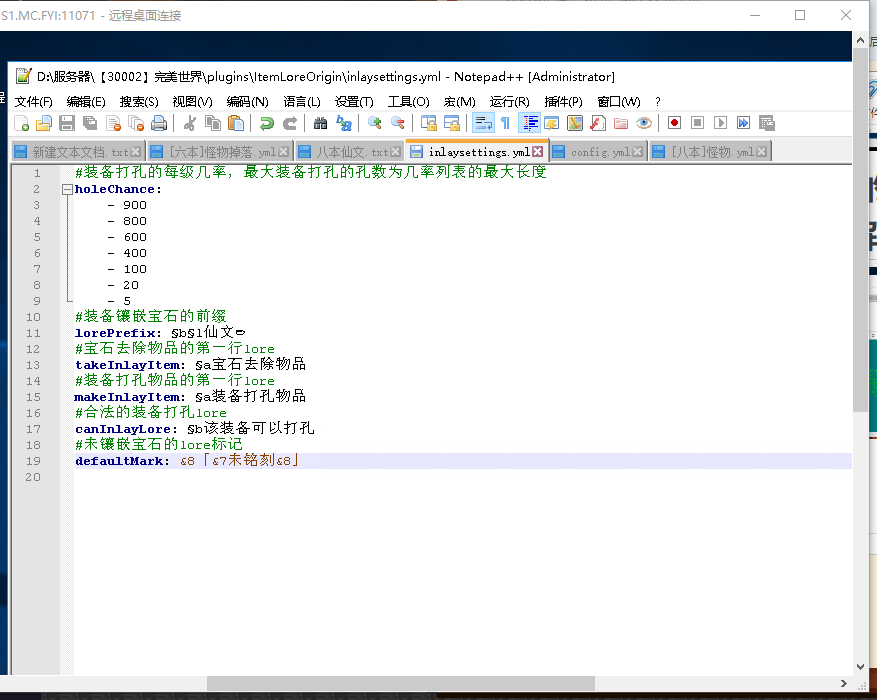 S1.MC.FYI:11071 - 远程桌面连接
D:\服务器\【30002】完美世界\plugins\ItemLoreOrigin\inlaysettings.yml - Notepad++ [Administrator]
文件(F) 编辑(E) 搜索(S) 视图(V) 编码(N) 语言(L) 设置(T) 工具(O) 宏(M) 运行(R) 插件(P) 窗口(W) ?
新建文本文档.txt [六本]怪物掉落.yml 八本仙文.txt inlaysettings.yml config.yml [八本]怪物.yml
1 #装备打孔的每级几率，最大装备打孔的孔数为几率列表的最大长度
2 holeChance:
3 - 900
4 - 800
5 - 600
6 - 400
7 - 100
8 - 20
9 - 5
10 #装备镶嵌宝石的前缀
11 lorePrefix: §b§l仙文➨
12 #宝石去除物品的第一行lore
13 takeInlayItem: §a宝石去除物品
14 #装备打孔物品的第一行lore
15 makeInlayItem: §a装备打孔物品
16 #合法的装备打孔lore
17 canInlayLore: §b该装备可以打孔
18 #未镶嵌宝石的lore标记
19 defaultMark: &8「&7未铭刻&8」
20